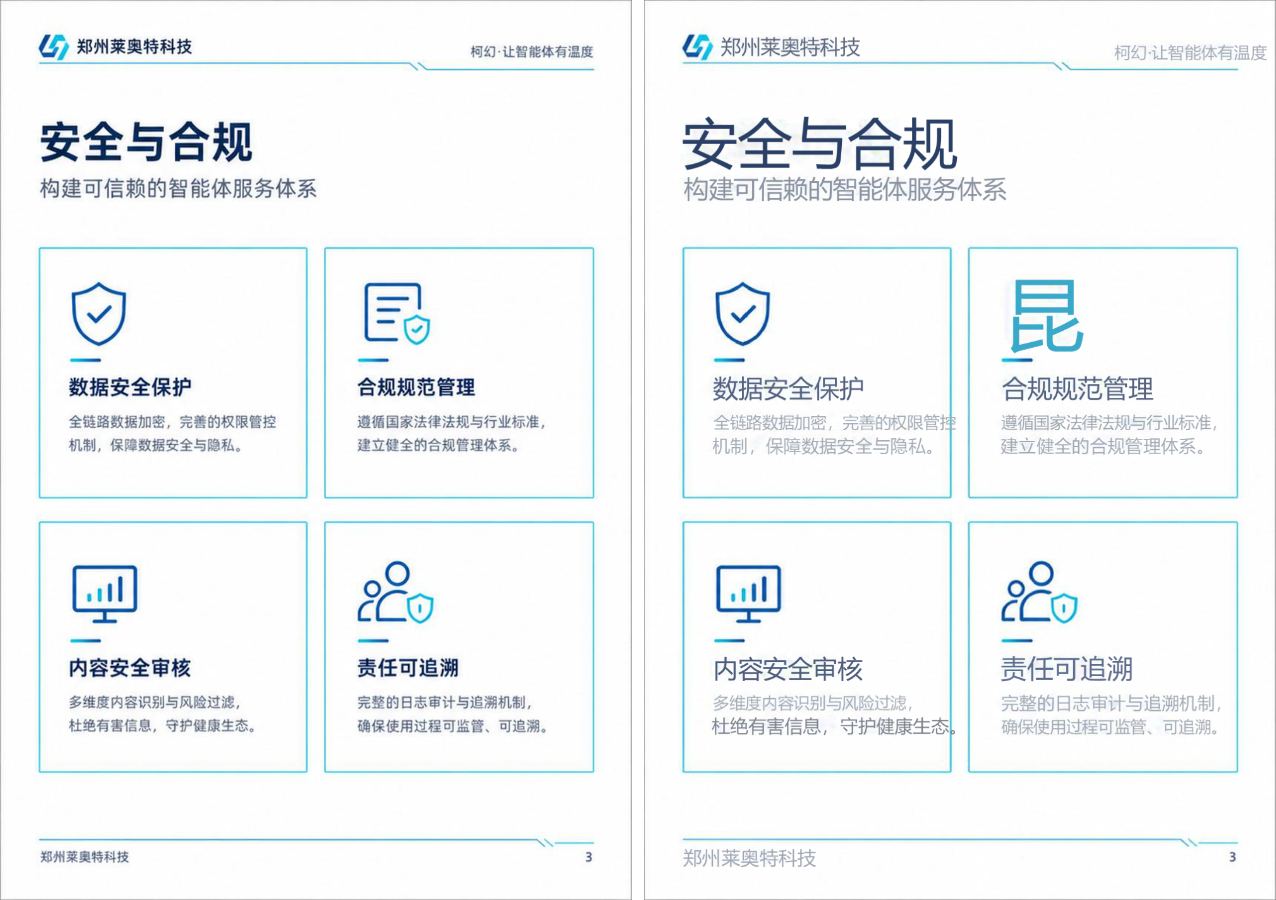 郑州莱奥特科技
柯幻·让智能体有温度
安全与合规
构建可信赖的智能体服务体系
数据安全保护
全链路数据加密，完善的权限管控
机制，保障数据安全与隐私。
合规规范管理
遵循国家法律法规与行业标准，
建立健全的合规管理体系。
内容安全审核
多维度内容识别与风险过滤，
杜绝有害信息，守护健康生态。
责任可追溯
完整的日志审计与追溯机制，
确保使用过程可监管、可追溯。
郑州莱奥特科技
3
郑州莱奥特科技
柯幻·让智能体有温度
安全与合规
构建可信赖的智能体服务体系
数据安全保护
全链路数据加密，完善的权限管控
机制，保障数据安全与隐私。
昆
合规规范管理
遵循国家法律法规与行业标准，
建立健全的合规管理体系。
内容安全审核
多维度内容识别与风险过滤，
杜绝有害信息，守护健康生态。
责任可追溯
完整的日志审计与追溯机制，
确保使用过程可监管、可追溯。
郑州莱奥特科技
3